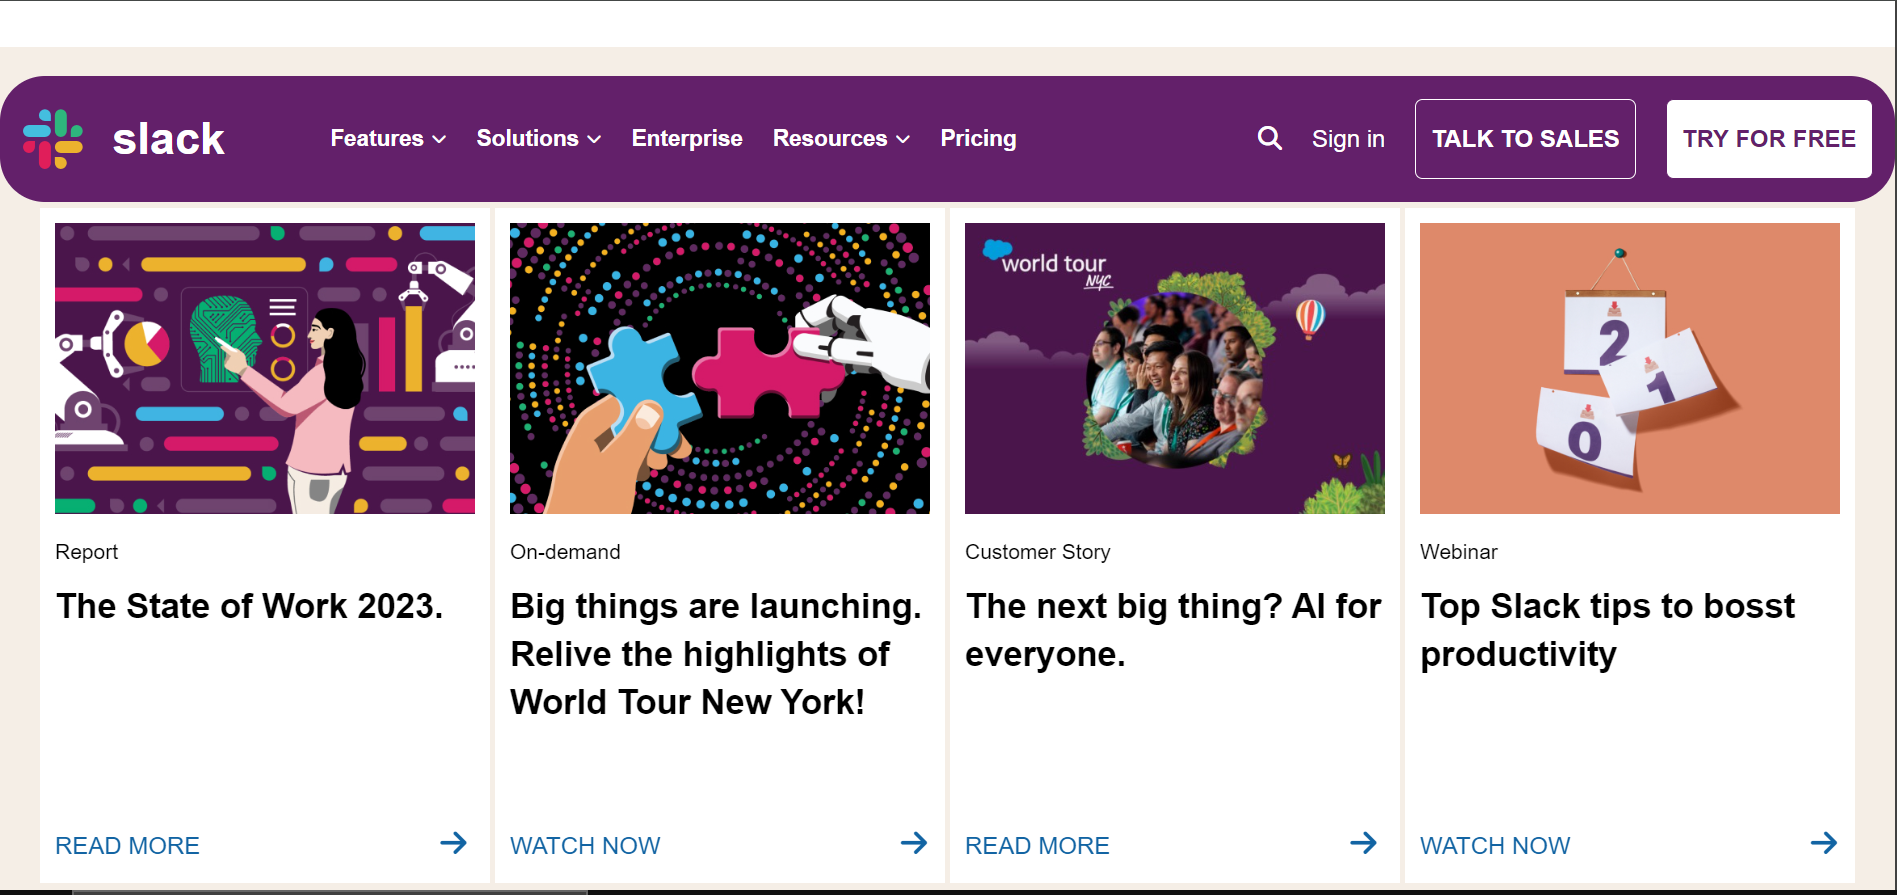 slack
Features
Solutions
Enterprise
Resources
Pricing
Sign in
TALK TO SALES
TRY FOR FREE
world tour
NYC
2
1
0
Report
The State of Work 2023.
READ MORE
On-demand
Big things are launching.
Relive the highlights of
World Tour New York!
WATCH NOW
Customer Story
The next big thing? AI for
everyone.
READ MORE
Webinar
Top Slack tips to bosst
productivity
WATCH NOW